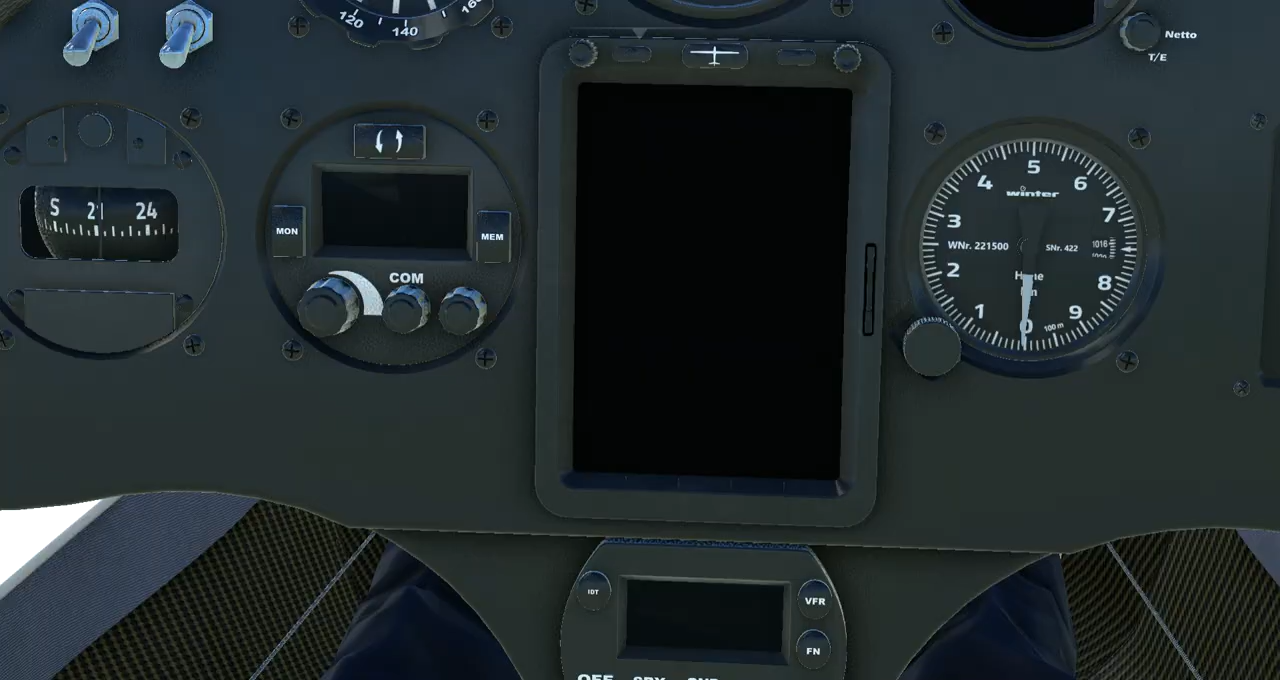 120
140
160
Netto
T/E
S 21 24
MON
MEM
COM
5
4
6
winter
3
7
WNr. 221500
SNr. 422
1016
2
8
1
9
0
100 m
IDT
VFR
FN
OFF